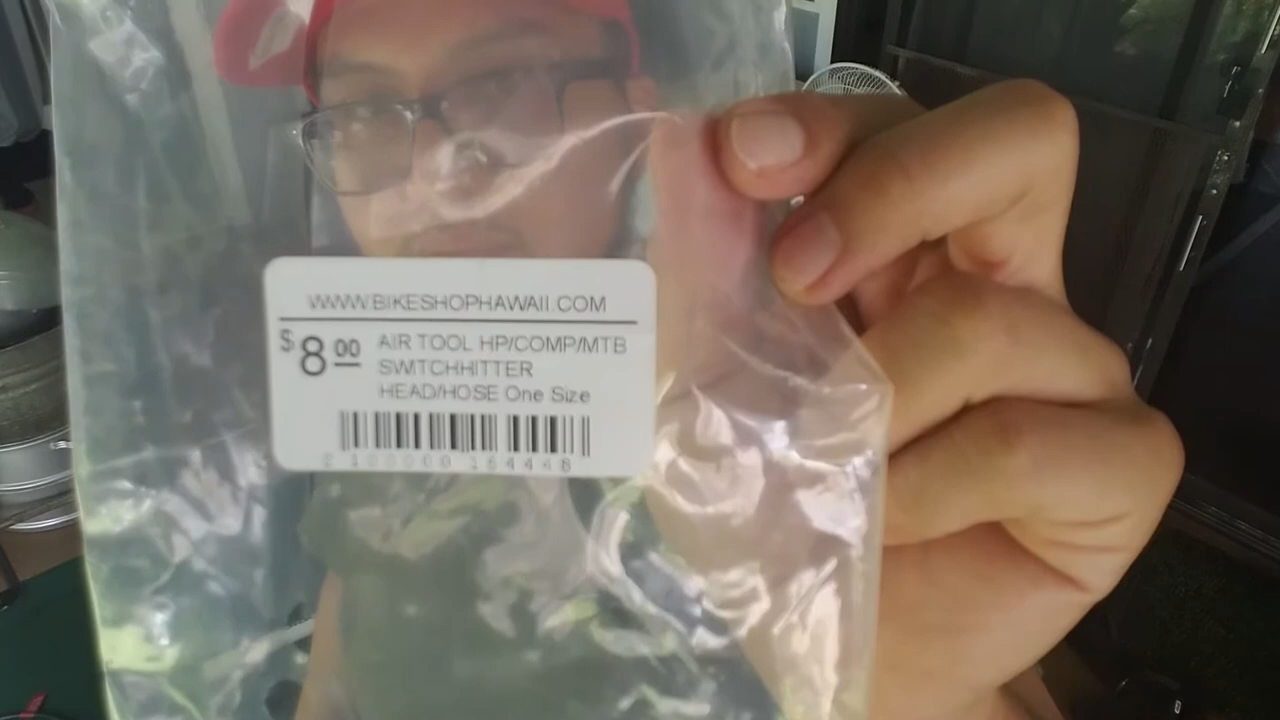 WWW.BIKESHOPHAWAII.COM
$8.00 AIR TOOL HP/COMP/MTB
SWITCHHITTER
HEAD/HOSE One Size